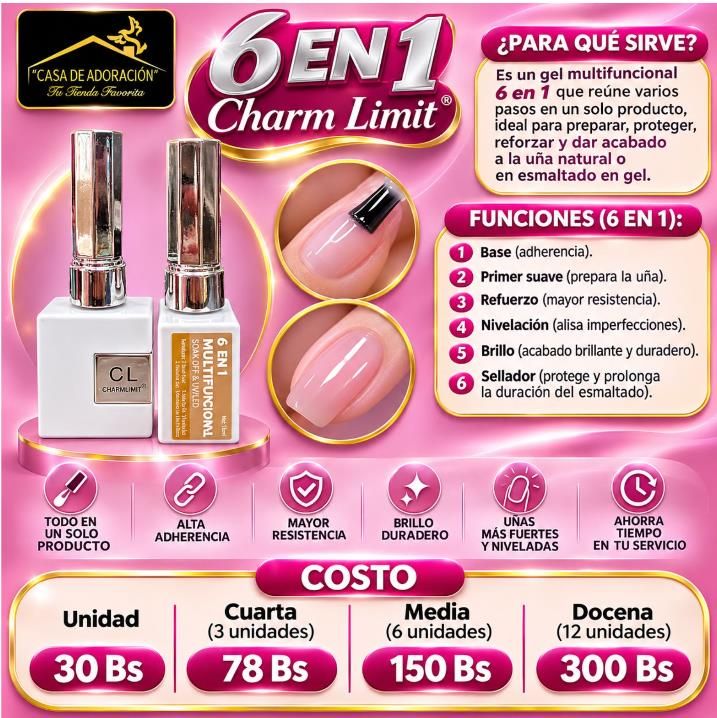 "CASA DE ADORACIÓN"
Tu Tienda Favorita
6 EN 1
Charm Limit®
¿PARA QUÉ SIRVE?
Es un gel multifuncional
6 en 1 que reúne varios
pasos en un solo producto,
ideal para preparar, proteger,
reforzar y dar acabado
a la uña natural o
en esmaltado en gel.
FUNCIONES (6 EN 1):
1 Base (adherencia).
2 Primer suave (prepara la uña).
3 Refuerzo (mayor resistencia).
4 Nivelación (alisa imperfecciones).
5 Brillo (acabado brillante y duradero).
6 Sellador (protege y prolonga
la duración del esmaltado).
CL
CHARMLIMIT®
6 EN 1
MULTIFUNCIONAL
SOAK OFF & UV/LED
TODO EN
UN SOLO
PRODUCTO
ALTA
ADHERENCIA
MAYOR
RESISTENCIA
BRILLO
DURADERO
UÑAS
MÁS FUERTES
Y NIVELADAS
AHORRA
TIEMPO
EN TU SERVICIO
COSTO
Unidad
30 Bs
Cuarta
(3 unidades)
78 Bs
Media
(6 unidades)
150 Bs
Docena
(12 unidades)
300 Bs